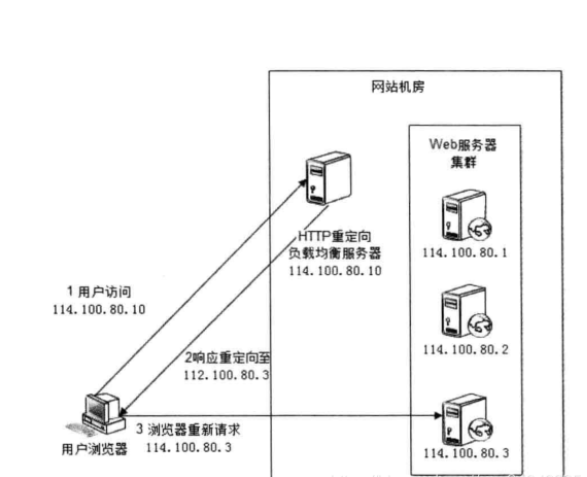 网站机房
Web服务器
集群
HTTP重定向
负载均衡服务器
114.100.80.10
114.100.80.1
1 用户访问
114.100.80.10
114.100.80.2
2响应重定向至
112.100.80.3
3 浏览器重新请求
114.100.80.3
用户浏览器
114.100.80.3